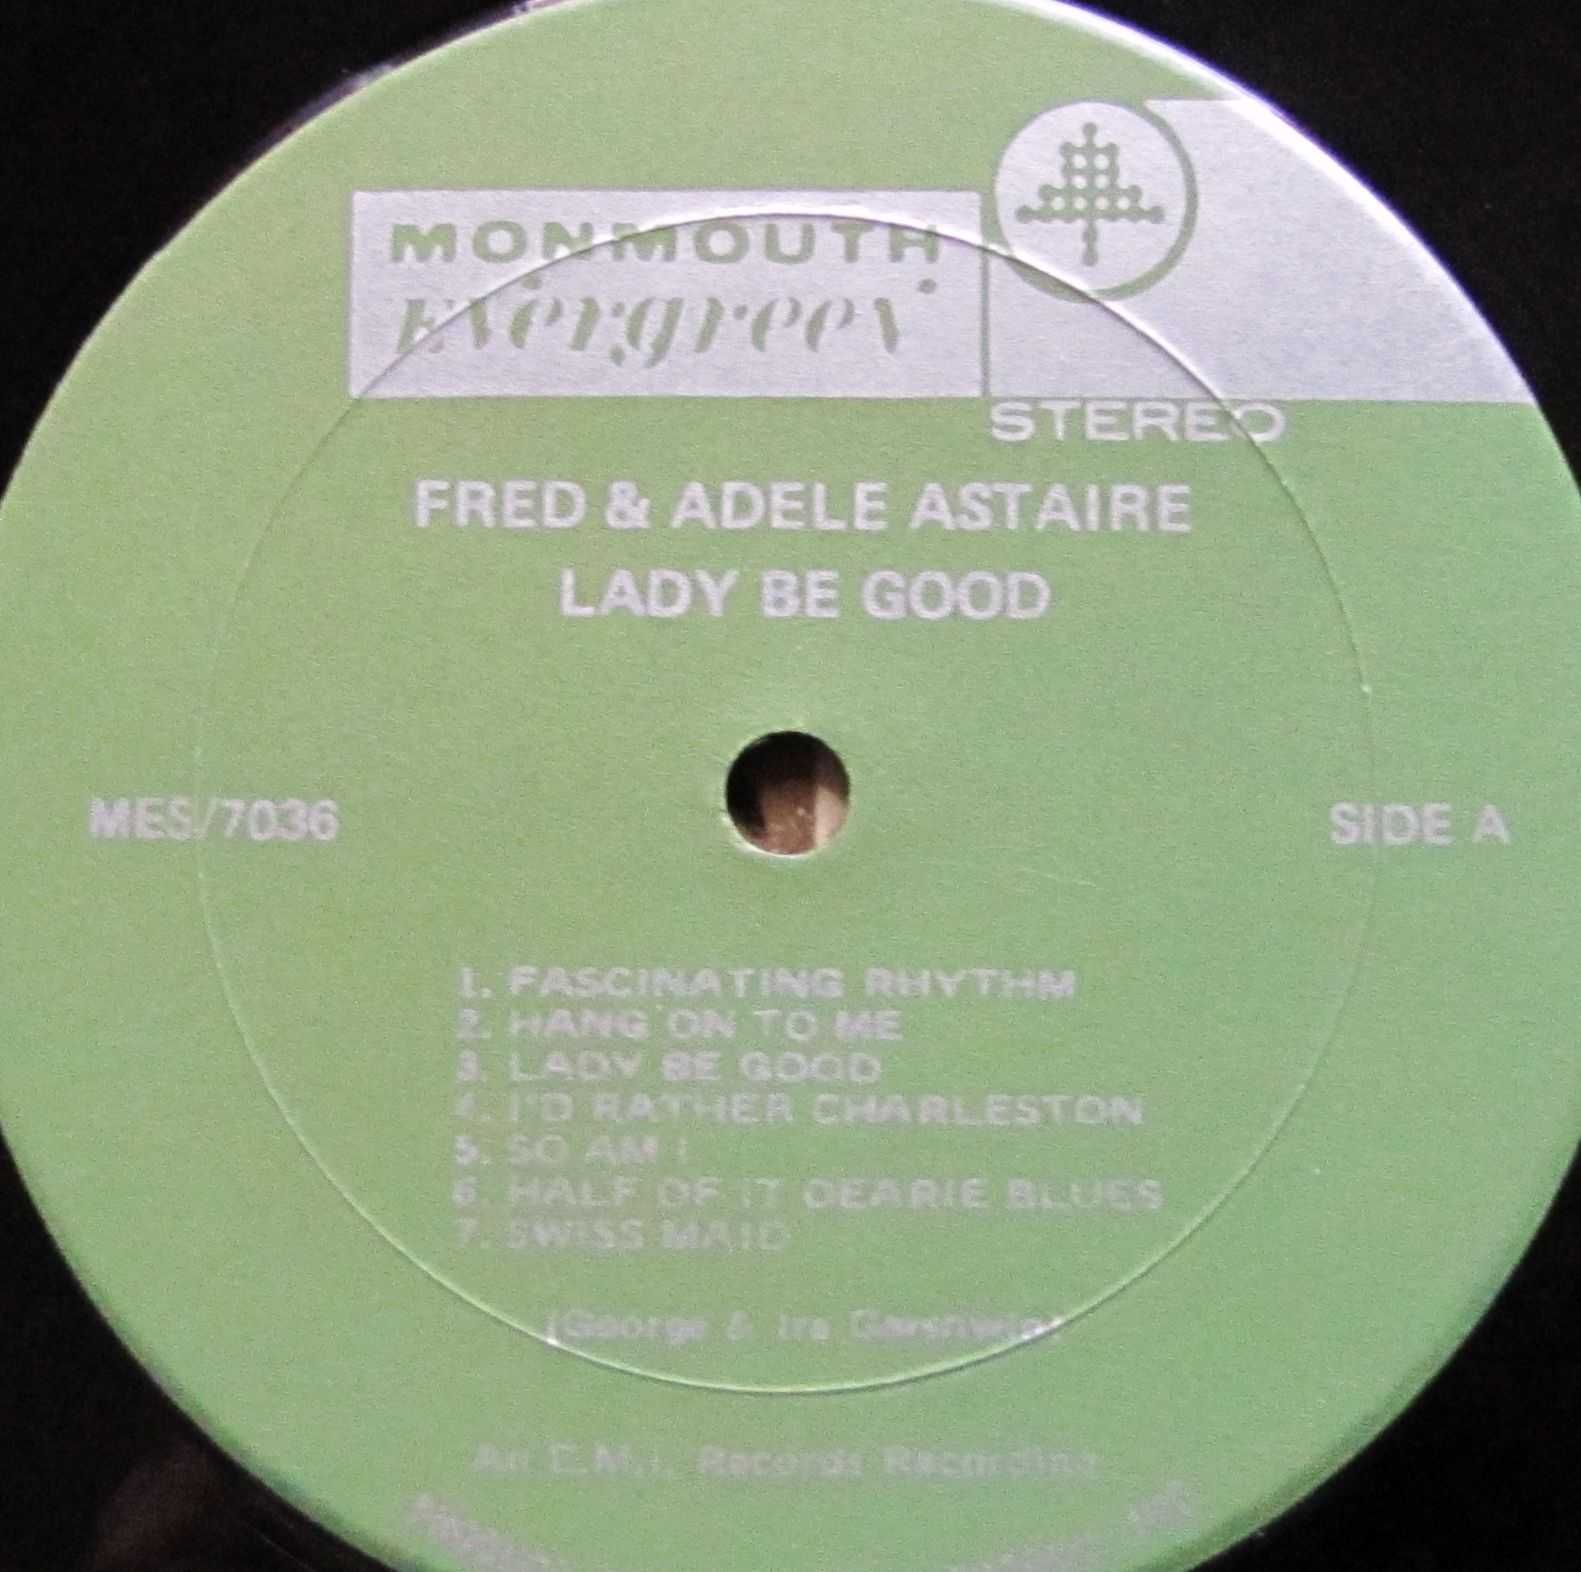 MONMOUTH
Evergreen
STEREO
FRED & ADELE ASTAIRE
LADY BE GOOD
MES/7036
SIDE A
1. FASCINATING RHYTHM
2. HANG ON TO ME
3. LADY BE GOOD
4. I'D RATHER CHARLESTON
5. SO AM I
6. HALF OF IT DEARIE BLUES
7. SWISS MAID
(George & Ira Gershwin)
An E.M.I. Records Recording